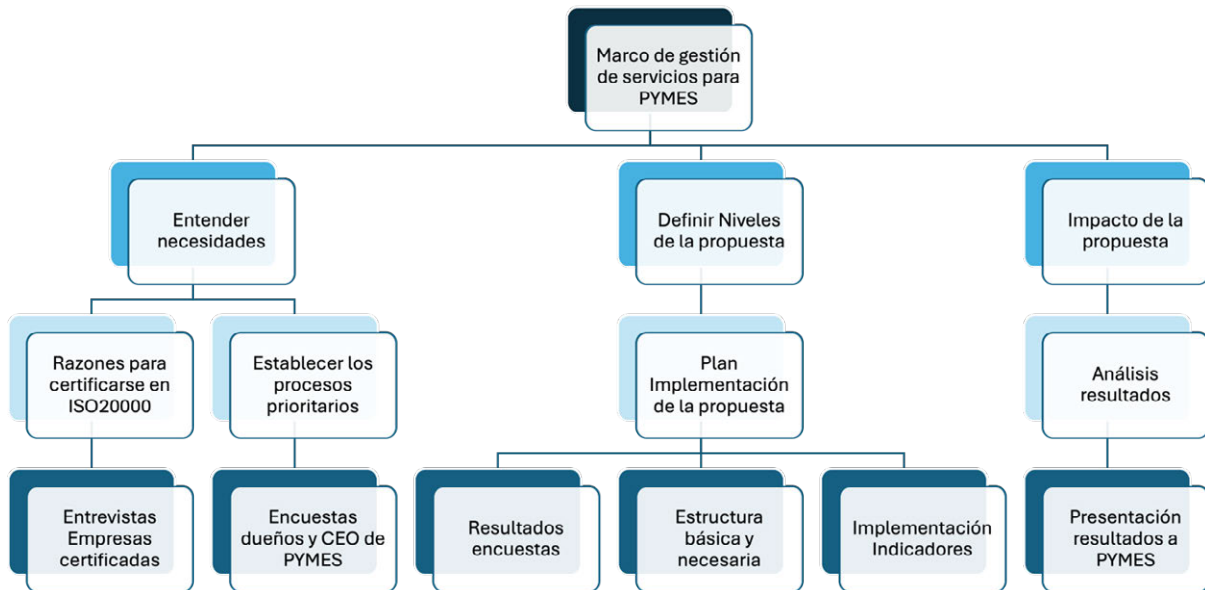 Marco de gestión
de servicios para
PYMES
Entender
necesidades
Definir Niveles
de la propuesta
Impacto de la
propuesta
Razones para
certificarse en
ISO20000
Establecer los
procesos
prioritarios
Plan
Implementación
de la propuesta
Análisis
resultados
Entrevistas
Empresas
certificadas
Encuestas
dueños y CEO de
PYMES
Resultados
encuestas
Estructura
básica y
necesaria
Implementación
Indicadores
Presentación
resultados a
PYMES